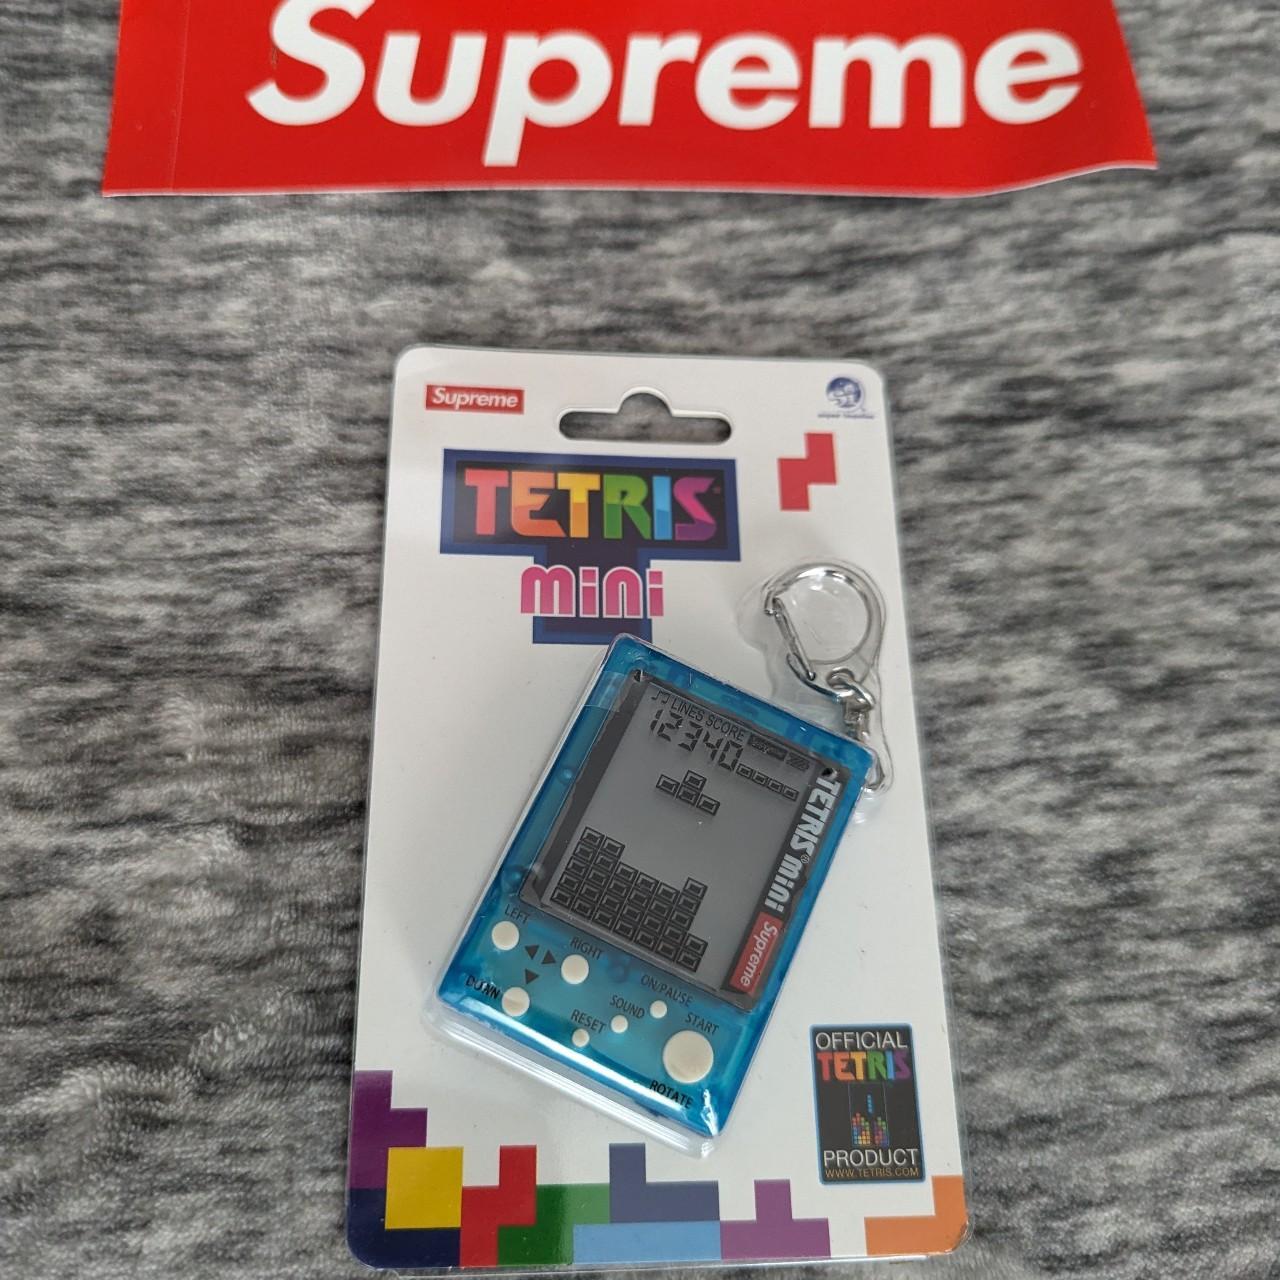 Supreme
Supreme
TETRIS
mini
LINES SCORE
12340
TETRIS® mini Supreme
LEFT
RIGHT
DOWN
ON/PAUSE
SOUND
START
RESET
ROTATE
OFFICIAL
TETRIS
PRODUCT
WWW.TETRIS.COM